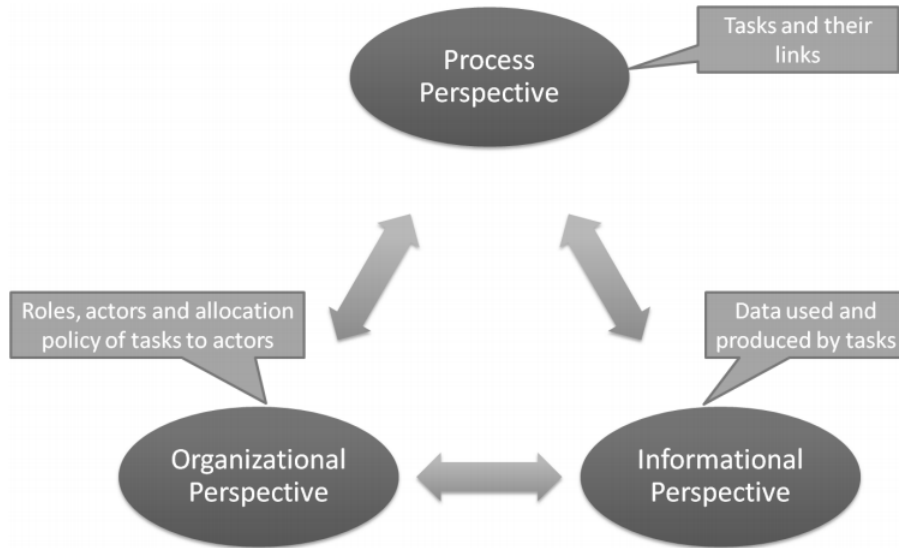 Process
Perspective
Tasks and their
links
Roles, actors and allocation
policy of tasks to actors
Data used and
produced by tasks
Organizational
Perspective
Informational
Perspective